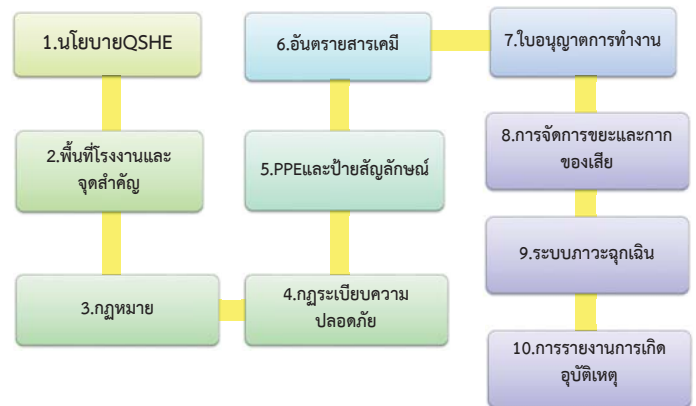 1.นโยบายQSHE
2.พื้นที่โรงงานและ
จุดสำคัญ
3.กฎหมาย
4.กฎระเบียบความ
ปลอดภัย
5.PPEและป้ายสัญลักษณ์
6.อันตรายสารเคมี
7.ใบอนุญาตการทำงาน
8.การจัดการขยะและกาก
ของเสีย
9.ระบบภาวะฉุกเฉิน
10.การรายงานการเกิด
อุบัติเหตุ